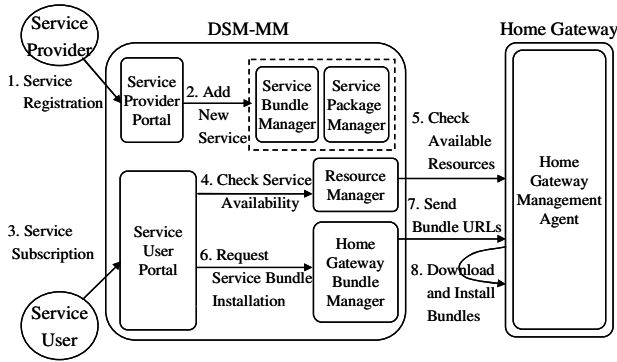 Service
Provider
DSM-MM
Home Gateway
1. Service
Registration
Service
Provider
Portal
2. Add
New
Service
Service
Bundle
Manager
Service
Package
Manager
5. Check
Available
Resources
4. Check Service
Availability
Resource
Manager
Home
Gateway
Management
Agent
3. Service
Subscription
Service
User
Portal
7. Send
Bundle URLs
6. Request
Service Bundle
Installation
Home
Gateway
Bundle
Manager
8. Download
and Install
Bundles
Service
User